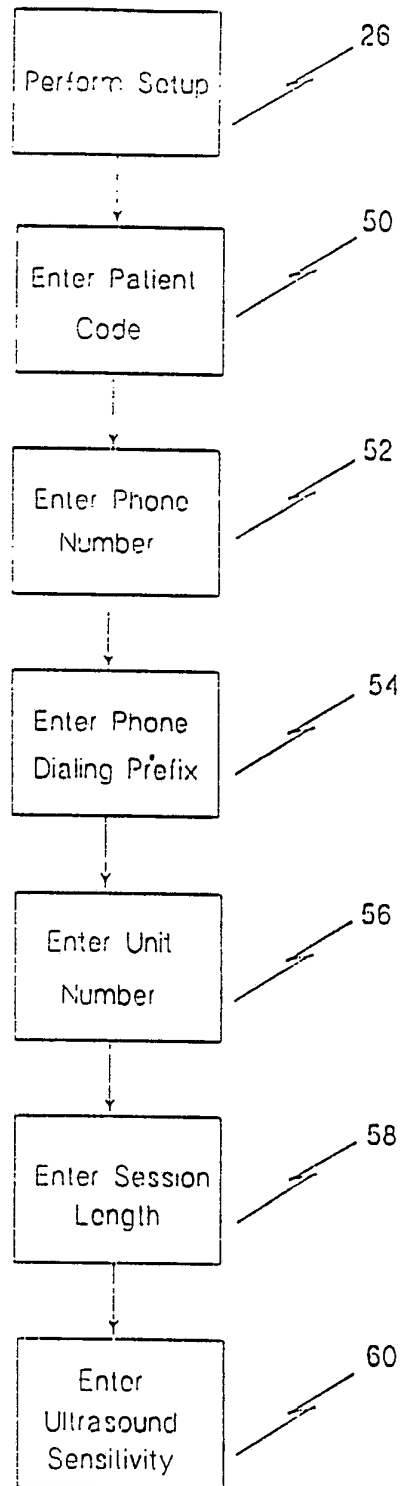 Perform Setup
26
Enter Patient
Code
50
Enter Phone
Number
52
Enter Phone
Dialing Prefix
54
Enter Unit
Number
56
Enter Session
Length
58
Enter
Ultrasound
Sensitivity
60